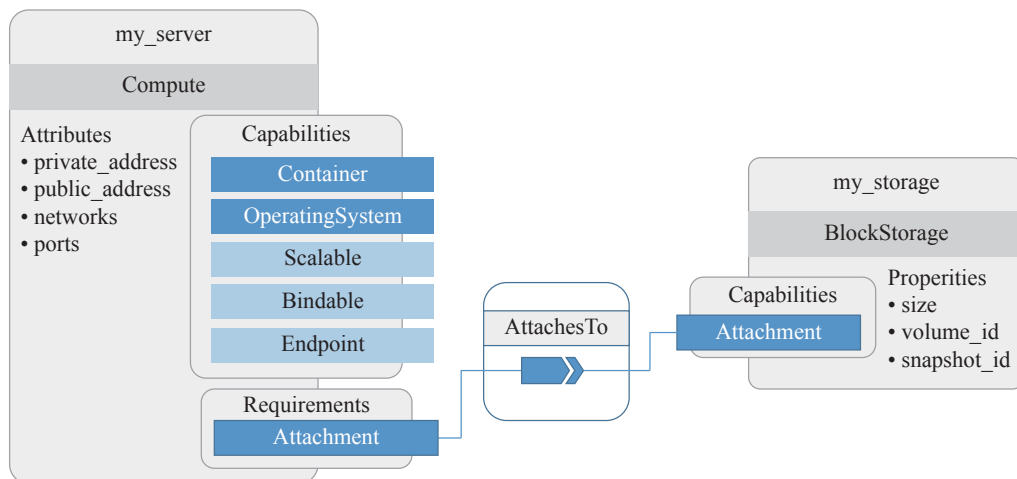 my_server
Compute
Attributes
• private_address
• public_address
• networks
• ports
Capabilities
Container
OperatingSystem
Scalable
Bindable
Endpoint
Requirements
Attachment
AttachesTo
my_storage
BlockStorage
Capabilities
Attachment
Properities
• size
• volume_id
• snapshot_id